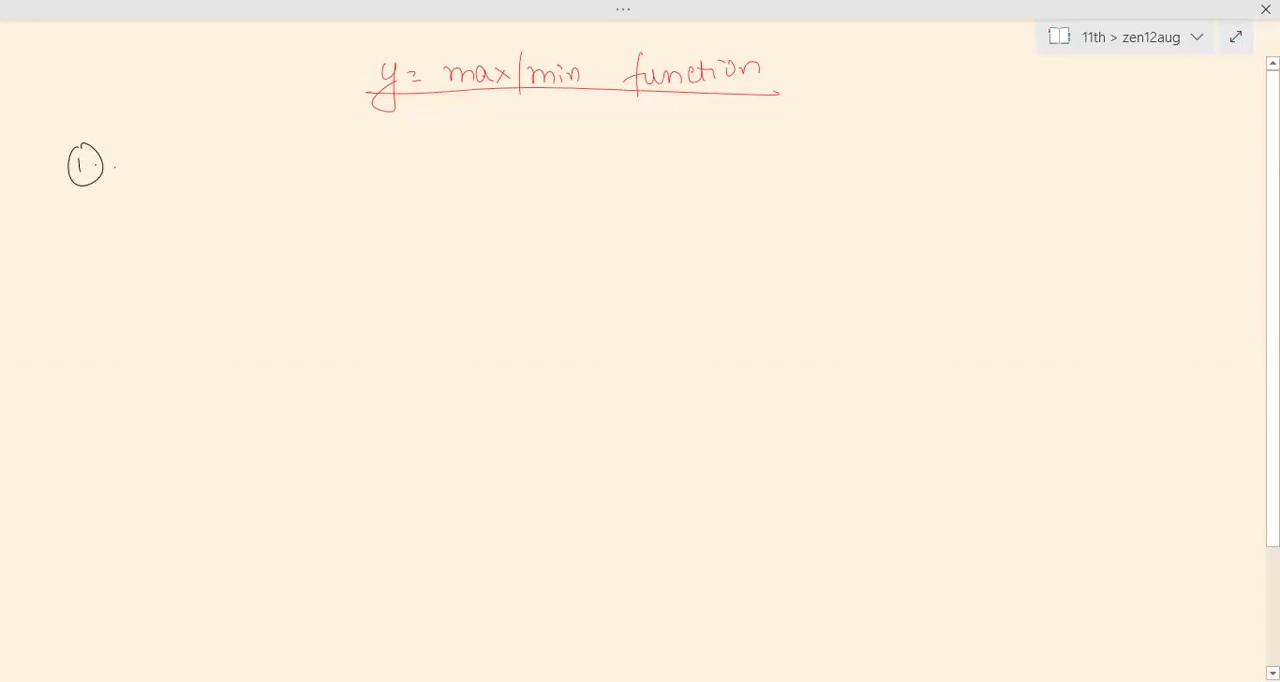 11th > zen12aug
y = max/min function
1.